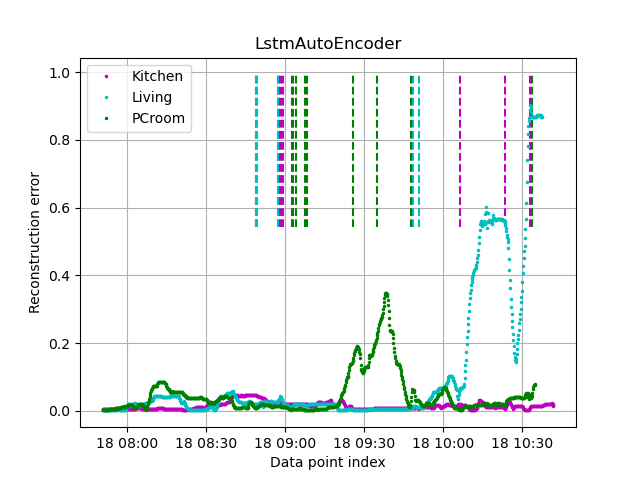 LstmAutoEncoder
1.0
0.8
0.6
0.4
0.2
0.0
Reconstruction error
Kitchen
Living
PCroom
18 08:00 18 08:30 18 09:00 18 09:30 18 10:00 18 10:30
Data point index